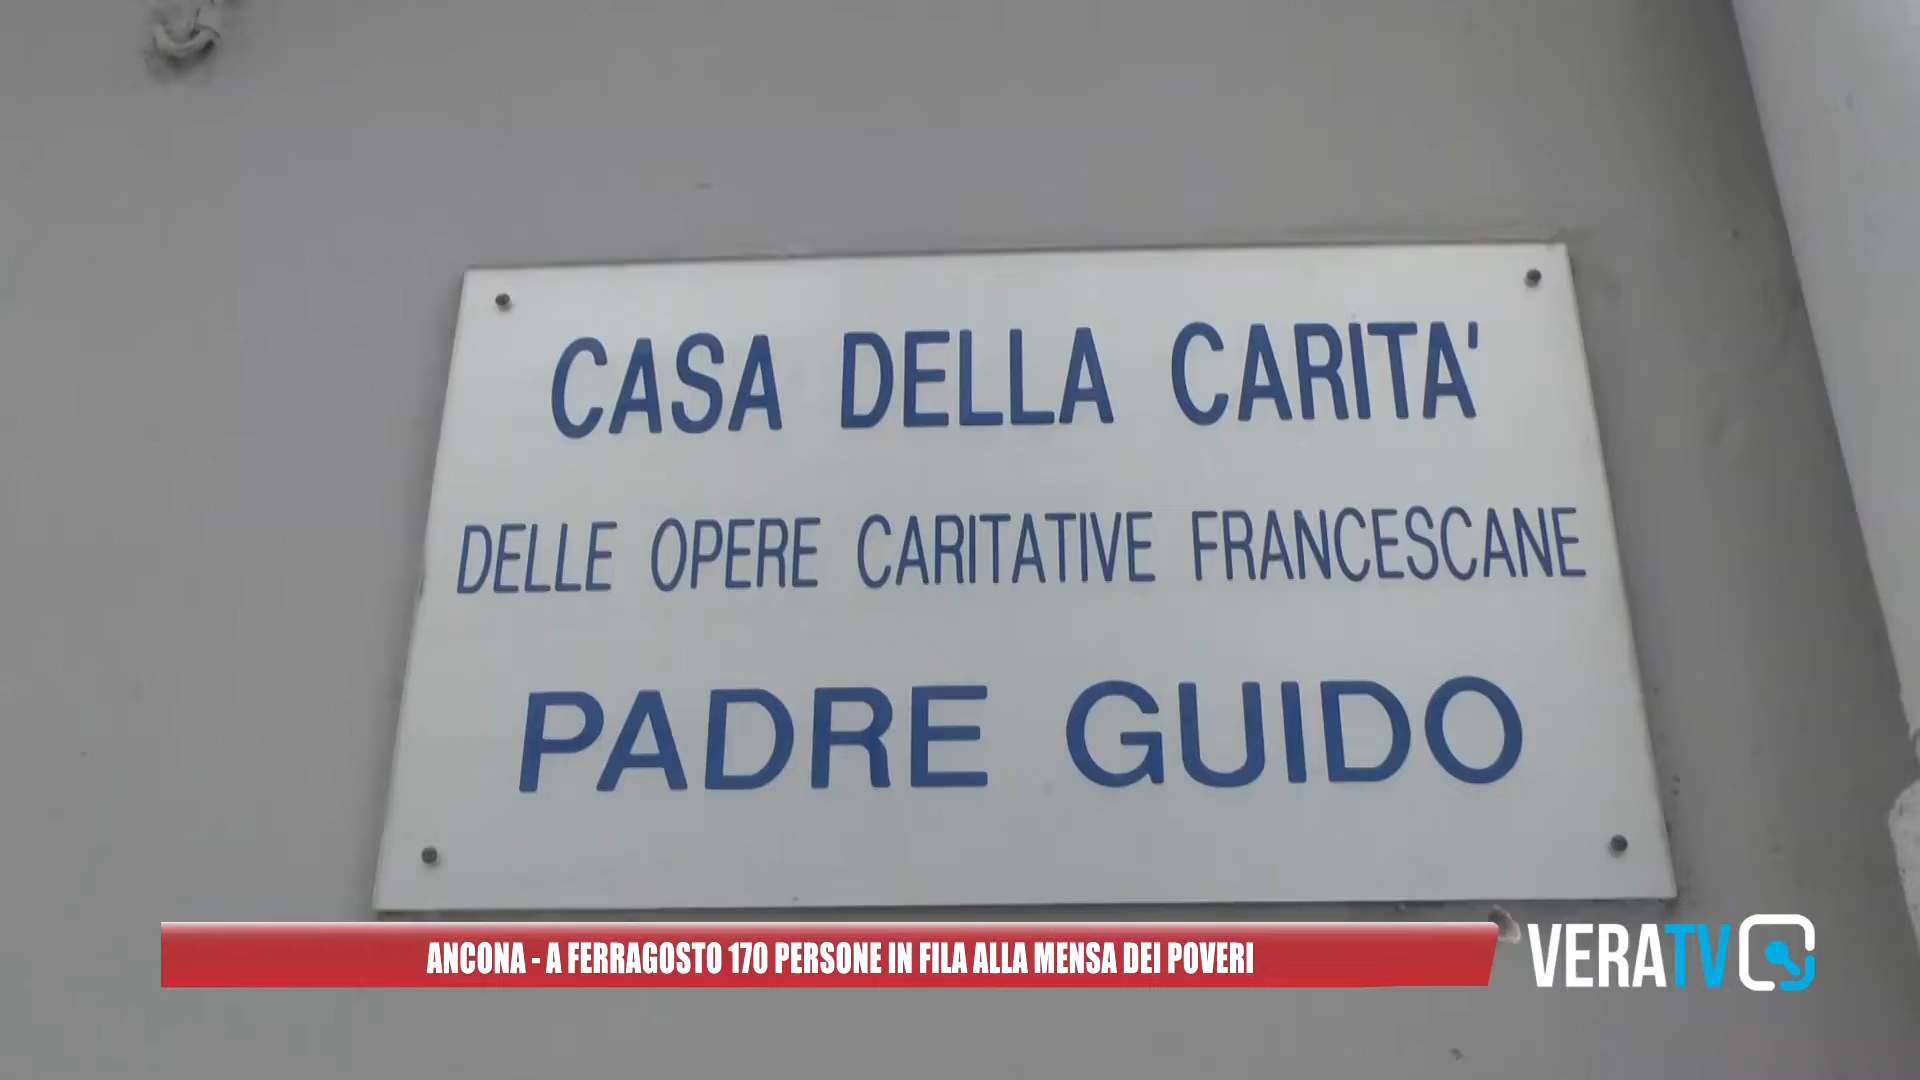 CASA DELLA CARITA'
DELLE OPERE CARITATIVE FRANCESCANE
PADRE GUIDO
ANCONA - A FERRAGOSTO 170 PERSONE IN FILA ALLA MENSA DEI POVERI
VERATV